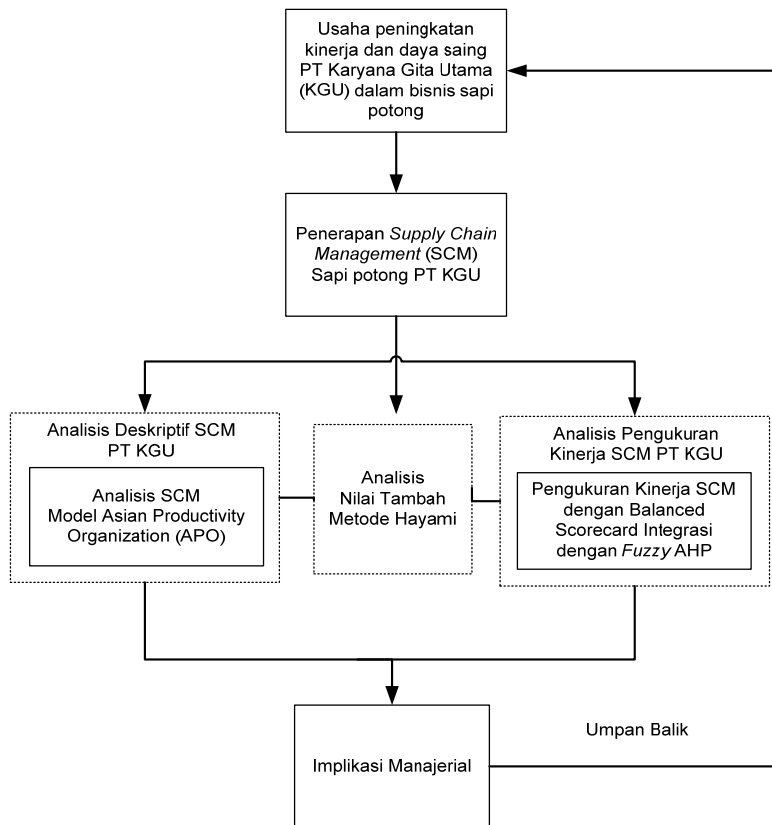 Usaha peningkatan
kinerja dan daya saing
PT Karyana Gita Utama
(KGU) dalam bisnis sapi
potong
Penerapan Supply Chain
Management (SCM)
Sapi potong PT KGU
Analisis Deskriptif SCM
PT KGU
Analisis SCM
Model Asian Productivity
Organization (APO)
Analisis
Nilai Tambah
Metode Hayami
Analisis Pengukuran
Kinerja SCM PT KGU
Pengukuran Kinerja SCM
dengan Balanced
Scorecard Integrasi
dengan Fuzzy AHP
Implikasi Manajerial
Umpan Balik